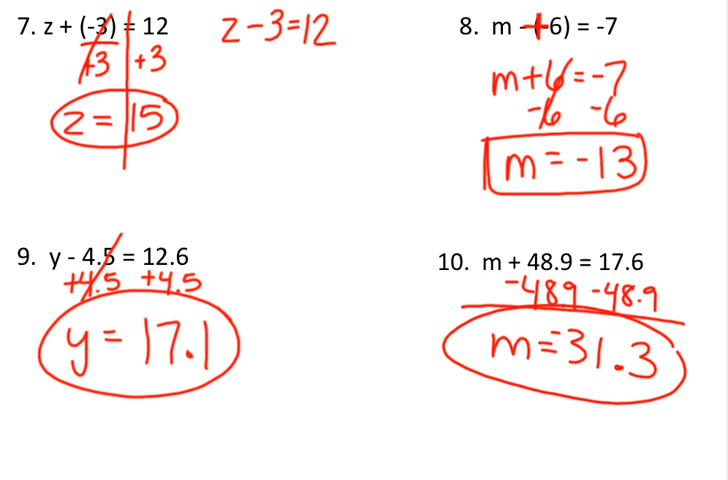 7. z + (-3) = 12
z - 3 = 12
+3 +3
z = 15
8. m - (-6) = -7
m + 6 = -7
-6 -6
m = -13
9. y - 4.5 = 12.6
+4.5 +4.5
y = 17.1
10. m + 48.9 = 17.6
-48.9 -48.9
m = -31.3